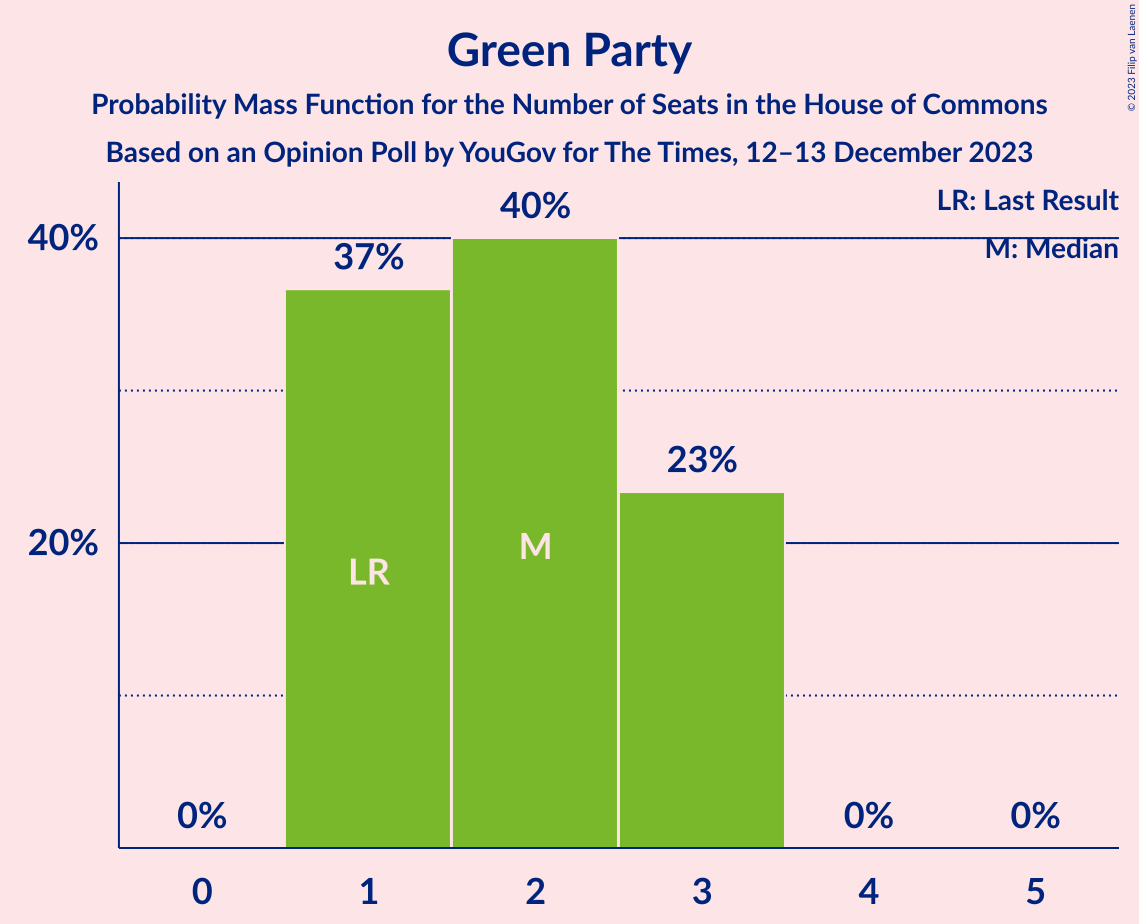 Green Party
Probability Mass Function for the Number of Seats in the House of Commons
Based on an Opinion Poll by YouGov for The Times, 12–13 December 2023
© 2023 Filip van Laenen
LR: Last Result
M: Median
40%
20%
0%
37%
40%
23%
0%
0%
LR
M
0
1
2
3
4
5